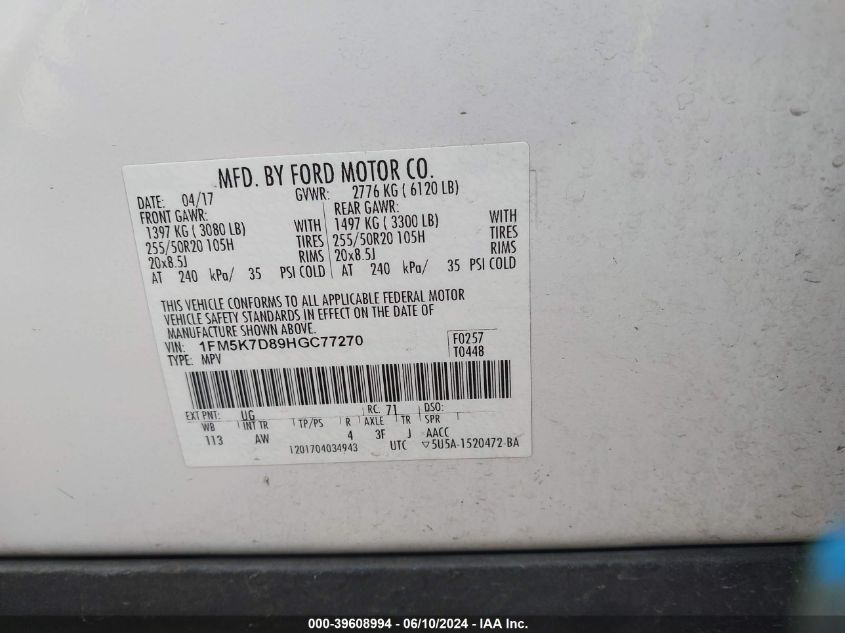 MFD. BY FORD MOTOR CO.
DATE: 04/17 GVWR: 2776 KG ( 6120 LB)
FRONT GAWR: REAR GAWR:
1397 KG ( 3080 LB) WITH 1497 KG ( 3300 LB) WITH
255/50R20 105H TIRES 255/50R20 105H TIRES
20x8.5J RIMS 20x8.5J RIMS
AT 240 kPa/ 35 PSI COLD AT 240 kPa/ 35 PSI COLD
THIS VEHICLE CONFORMS TO ALL APPLICABLE FEDERAL MOTOR
VEHICLE SAFETY STANDARDS IN EFFECT ON THE DATE OF
MANUFACTURE SHOWN ABOVE.
VIN: 1FM5K7D89HGC77270 F0257
TYPE: MPV T0448
EXT PNT: UG RC: 71 DSO:
WB INT TR TP/PS R AXLE TR SPR
113 AW 4 3F J AACC
1201704034943 UTC ▽5U5A-1520472-BA
000-39608994 - 06/10/2024 - IAA Inc.